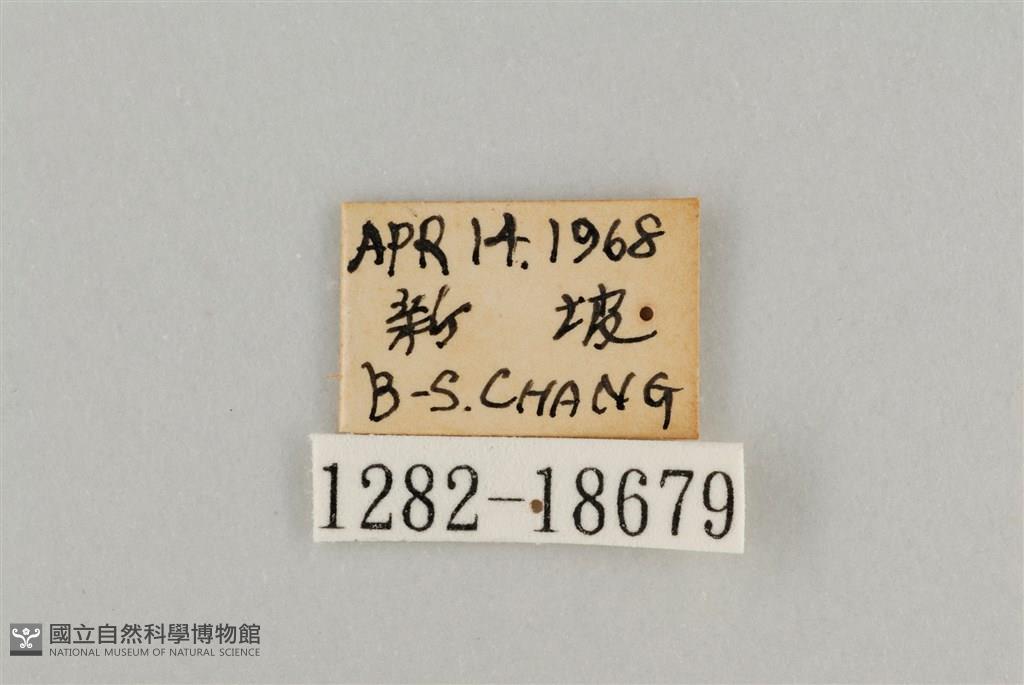 APR 14.1968
新 坡
B-S.CHANG
1282-18679
國立自然科學博物館
NATIONAL MUSEUM OF NATURAL SCIENCE